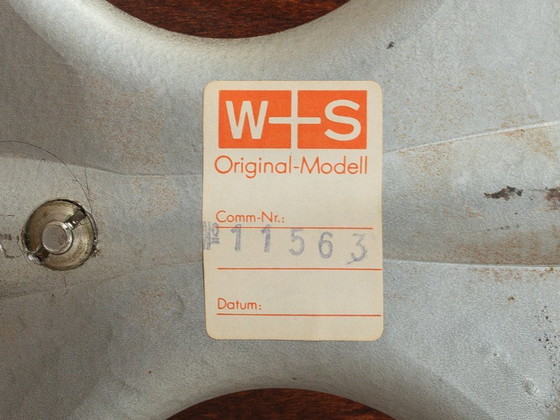 W+S
Original-Modell
Comm-Nr.:
11563
Datum: